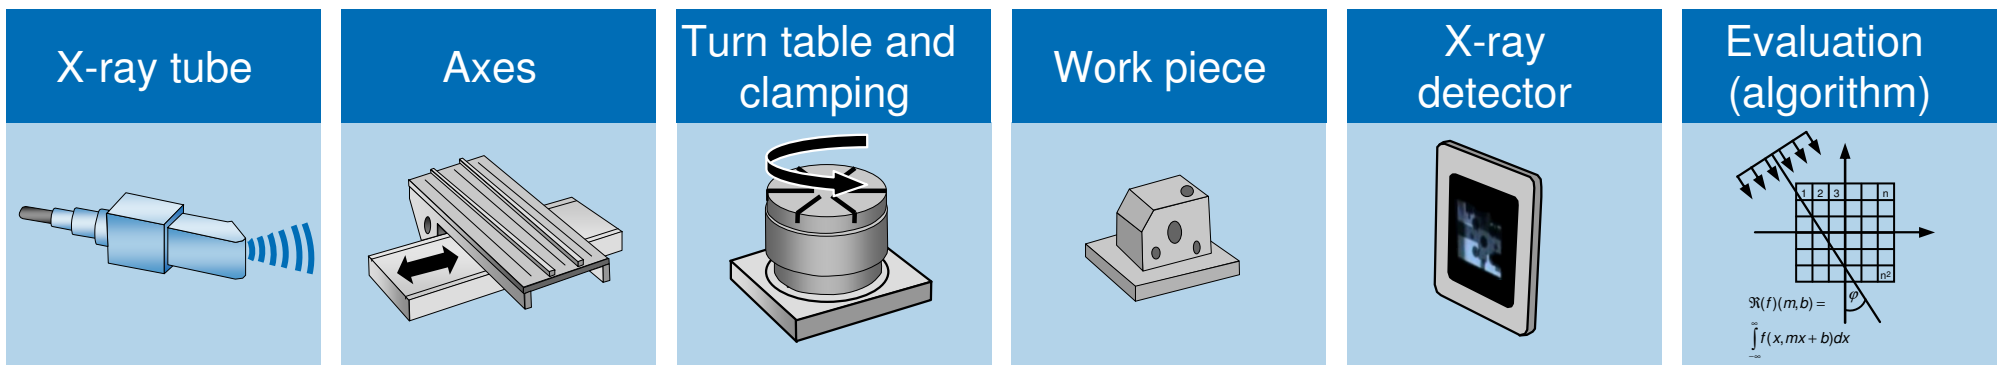 X-ray tube
Axes
Turn table and
clamping
Work piece
X-ray
detector
Evaluation
(algorithm)
1 2 3 n
n²
φ
ℜ(f)(m,b) =
∞
∫f(x,mx + b)dx
−∞